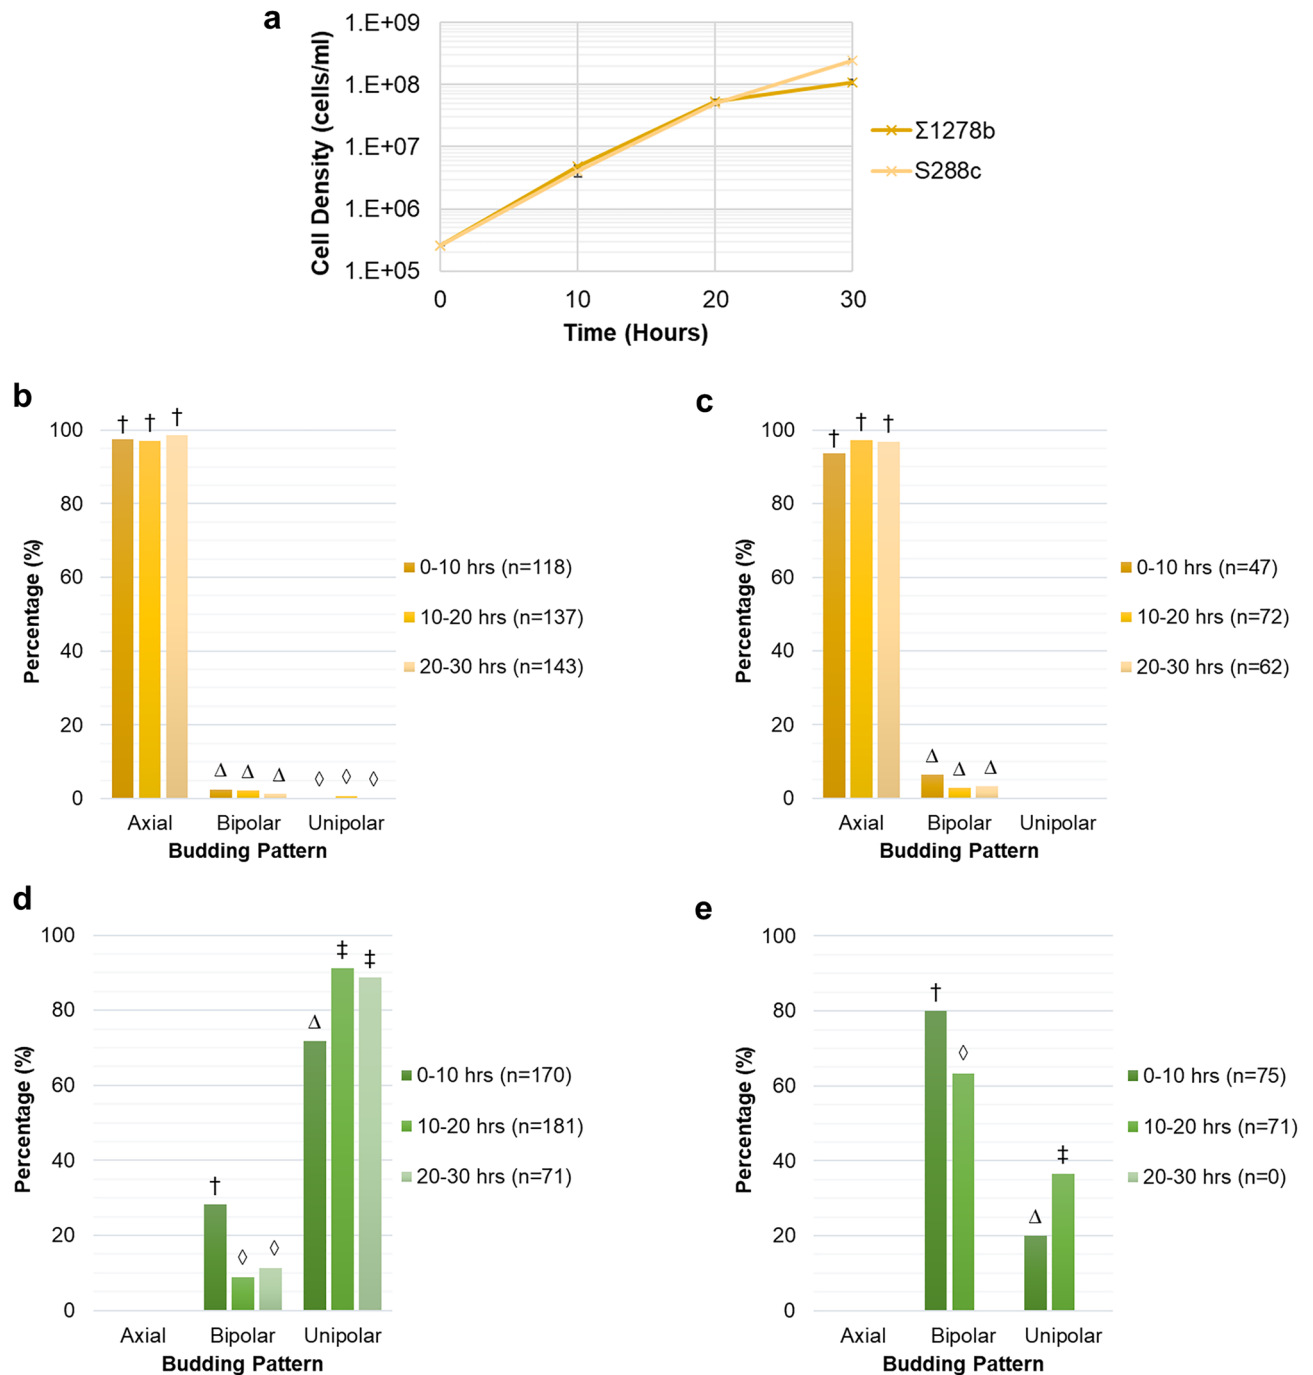 a
1.E+09
1.E+08
1.E+07
1.E+06
1.E+05
Cell Density (cells/ml)
0 10 20 30
Time (Hours)
Σ1278b
S288c
b
100
80
60
40
20
0
Percentage (%)
† † †
Δ Δ Δ
◊ ◊ ◊
Axial Bipolar Unipolar
Budding Pattern
0-10 hrs (n=118)
10-20 hrs (n=137)
20-30 hrs (n=143)
c
100
80
60
40
20
0
Percentage (%)
† † †
Δ Δ Δ
Axial Bipolar Unipolar
Budding Pattern
0-10 hrs (n=47)
10-20 hrs (n=72)
20-30 hrs (n=62)
d
100
80
60
40
20
0
Percentage (%)
† ◊ ◊
Δ ‡ ‡
Axial Bipolar Unipolar
Budding Pattern
0-10 hrs (n=170)
10-20 hrs (n=181)
20-30 hrs (n=71)
e
100
80
60
40
20
0
Percentage (%)
† ◊
Δ ‡
Axial Bipolar Unipolar
Budding Pattern
0-10 hrs (n=75)
10-20 hrs (n=71)
20-30 hrs (n=0)